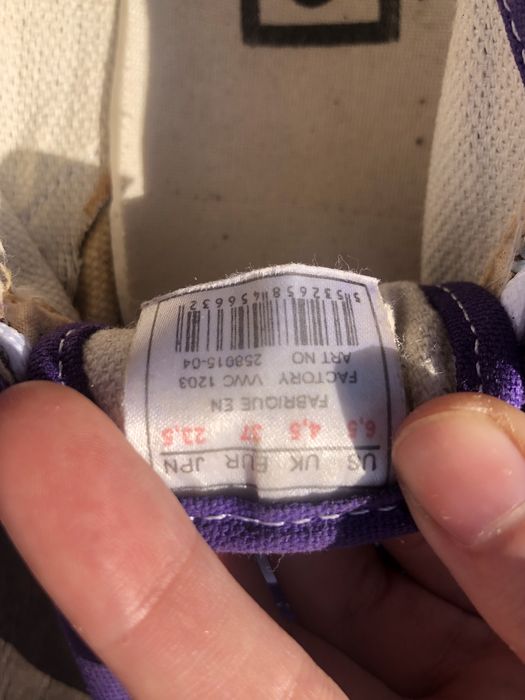 US UK EUR JPN
6,5 4,5 37 23,5
FABRIQUE EN
FACTORY VWC 1203
ART NO 258015-04
5532658456632